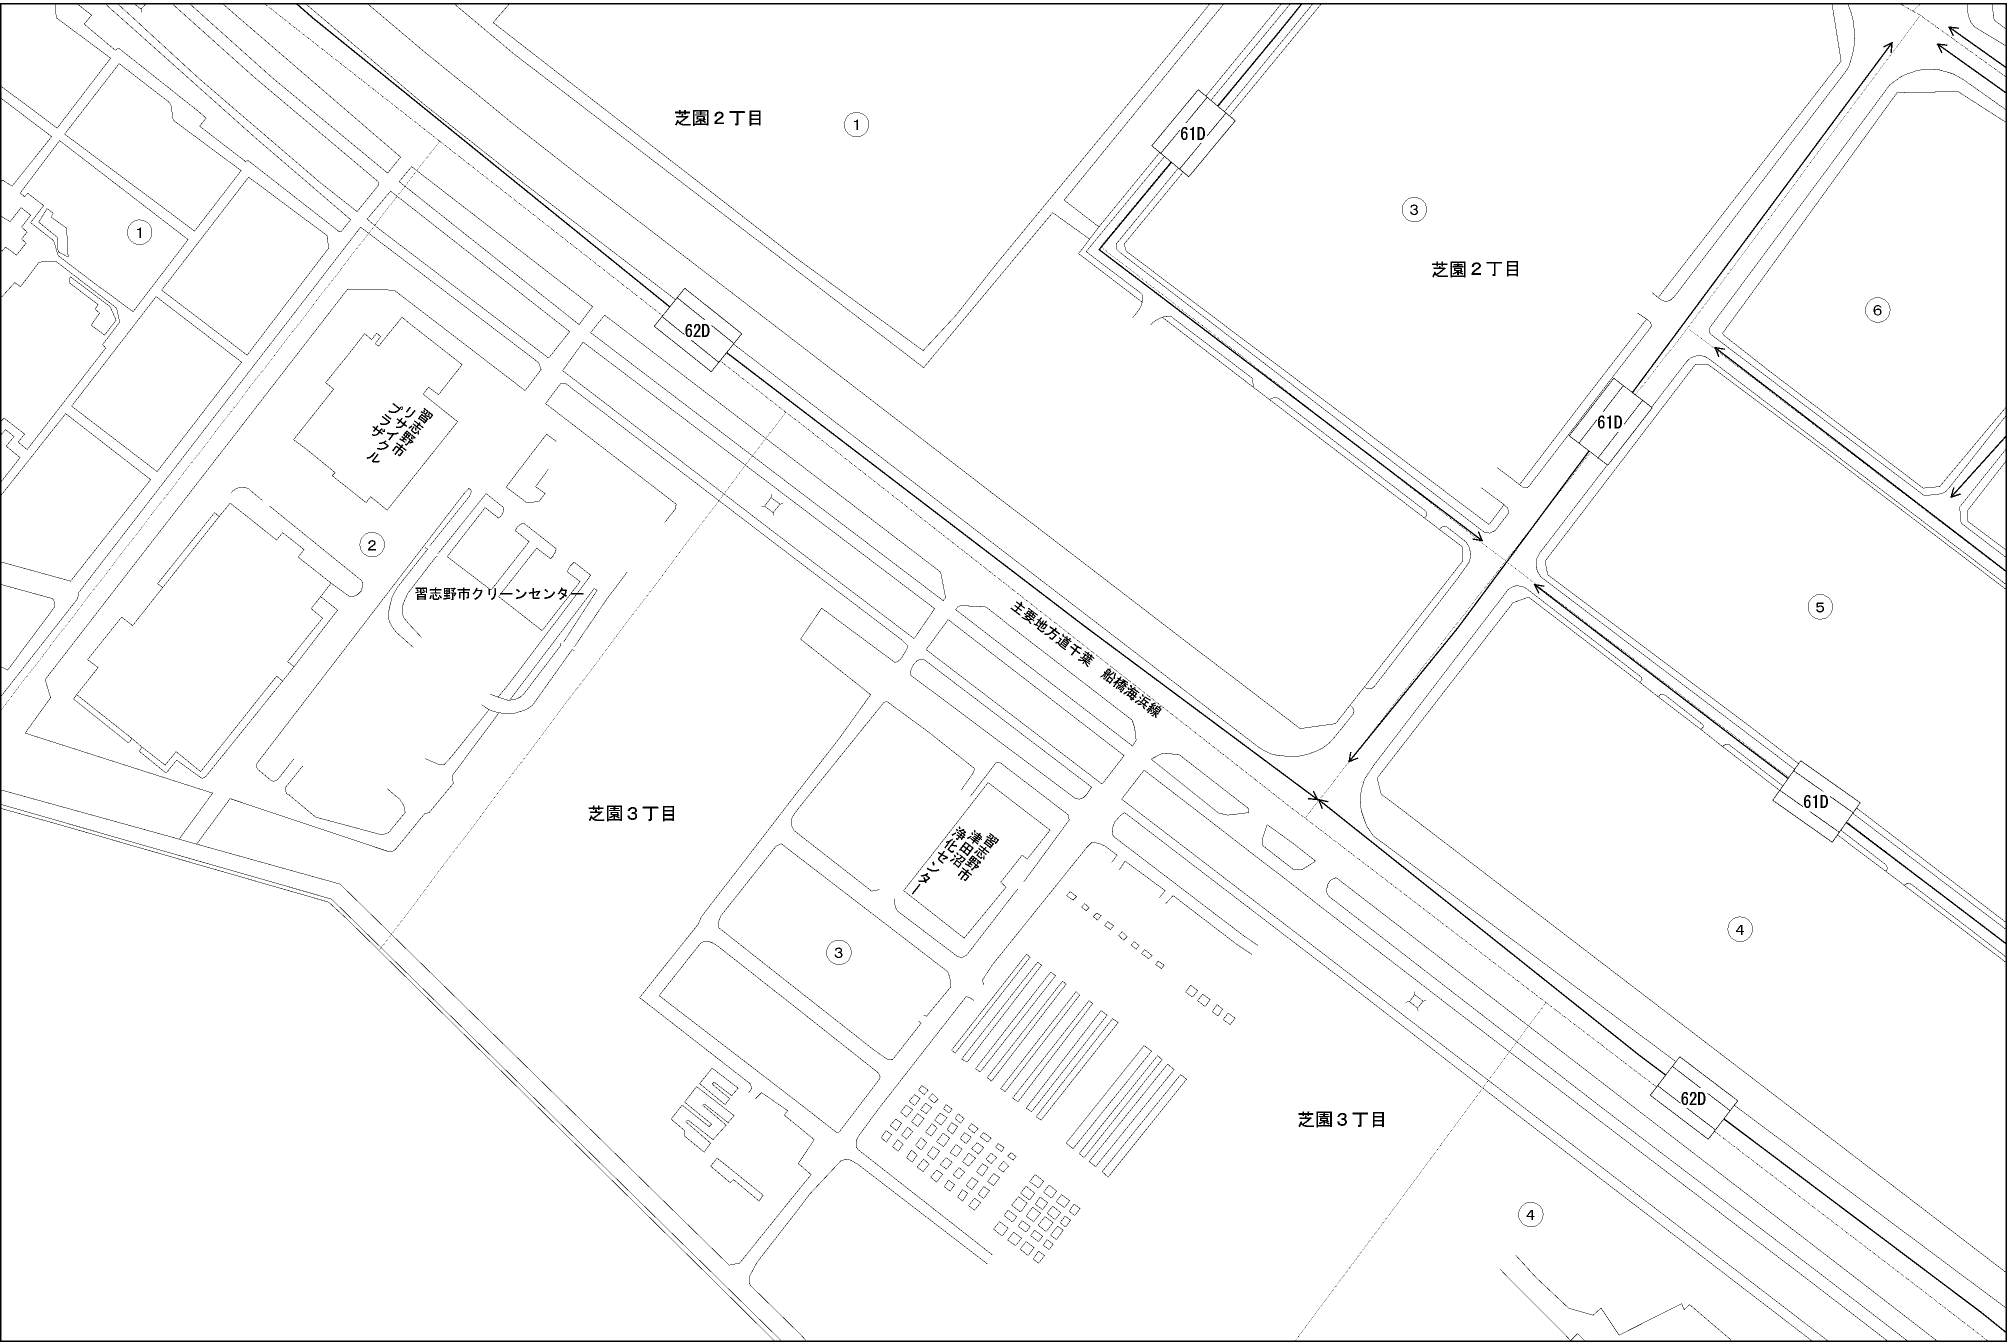 芝園２丁目
①
61D
③
①
芝園２丁目
⑥
62D
61D
習志野市
リサイクル
プラザ
②
習志野市クリーンセンター
主要地方道千葉　船橋海浜線
⑤
芝園３丁目
61D
習志野市
津田沼
浄化センター
④
③
芝園３丁目
62D
④